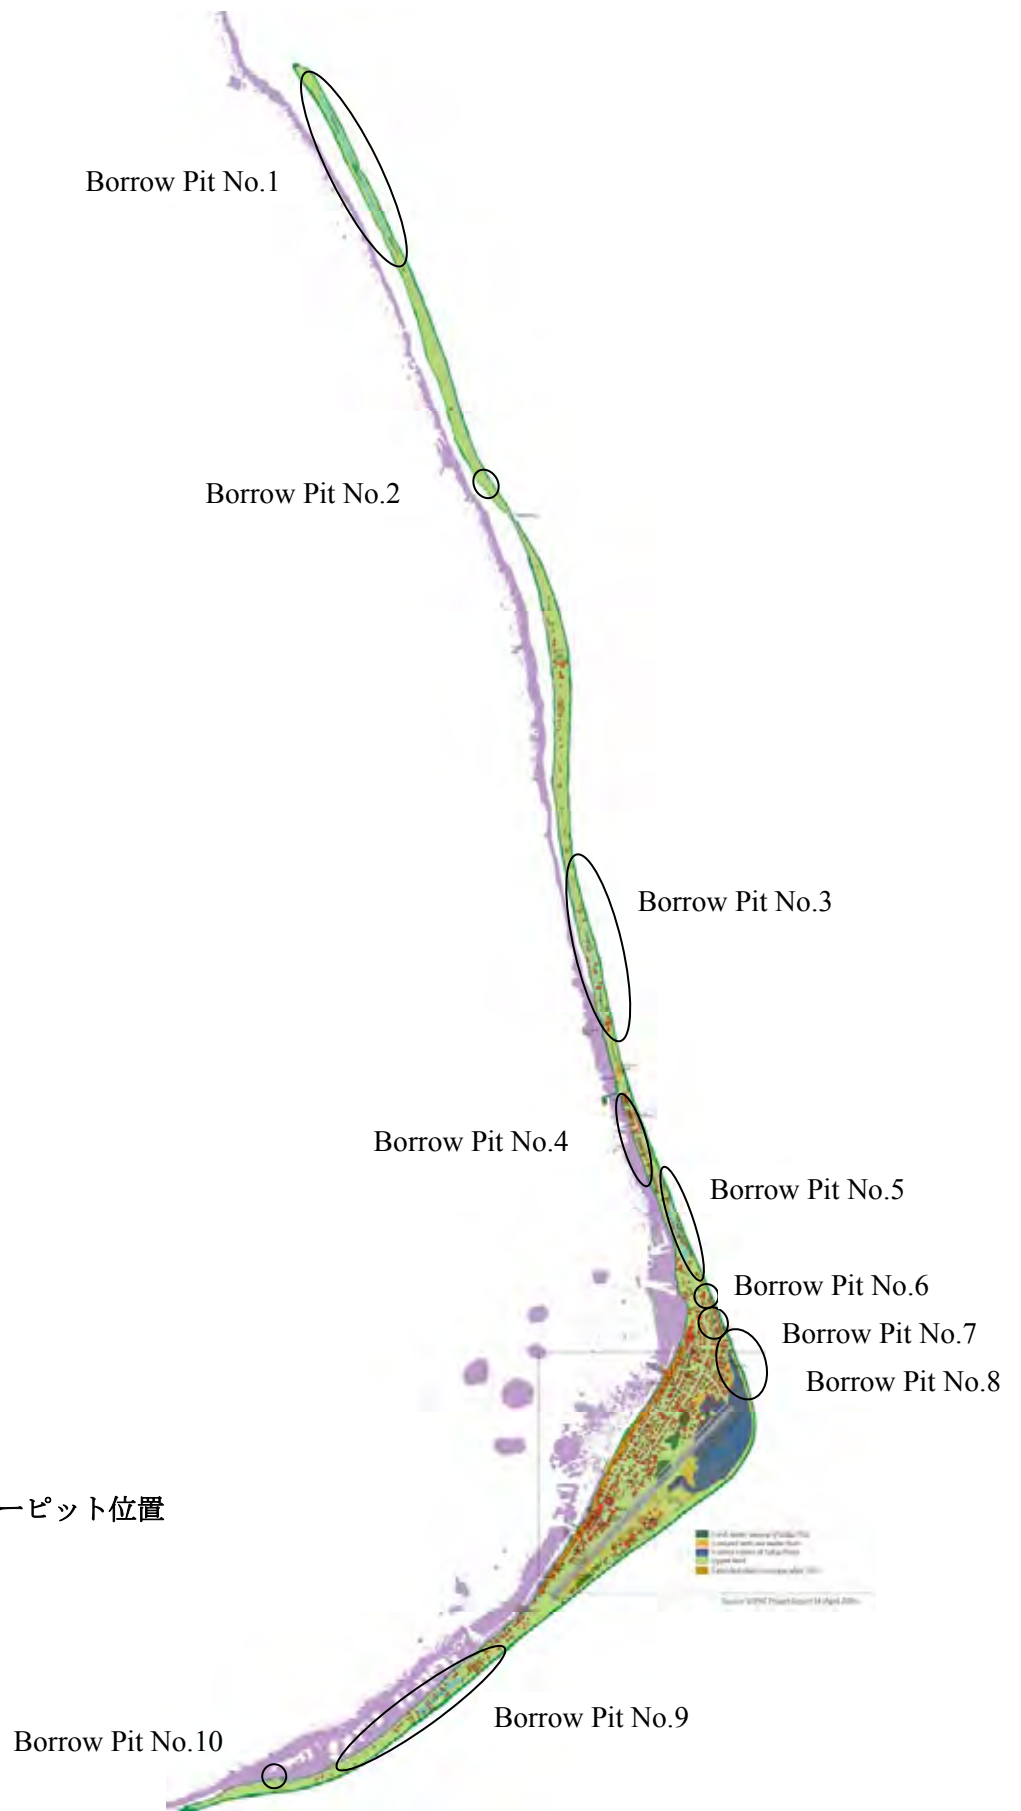 Borrow Pit No.1
Borrow Pit No.2
Borrow Pit No.3
Borrow Pit No.4
Borrow Pit No.5
Borrow Pit No.6
Borrow Pit No.7
Borrow Pit No.8
ーピット位置
Borrow Pit No.9
Borrow Pit No.10